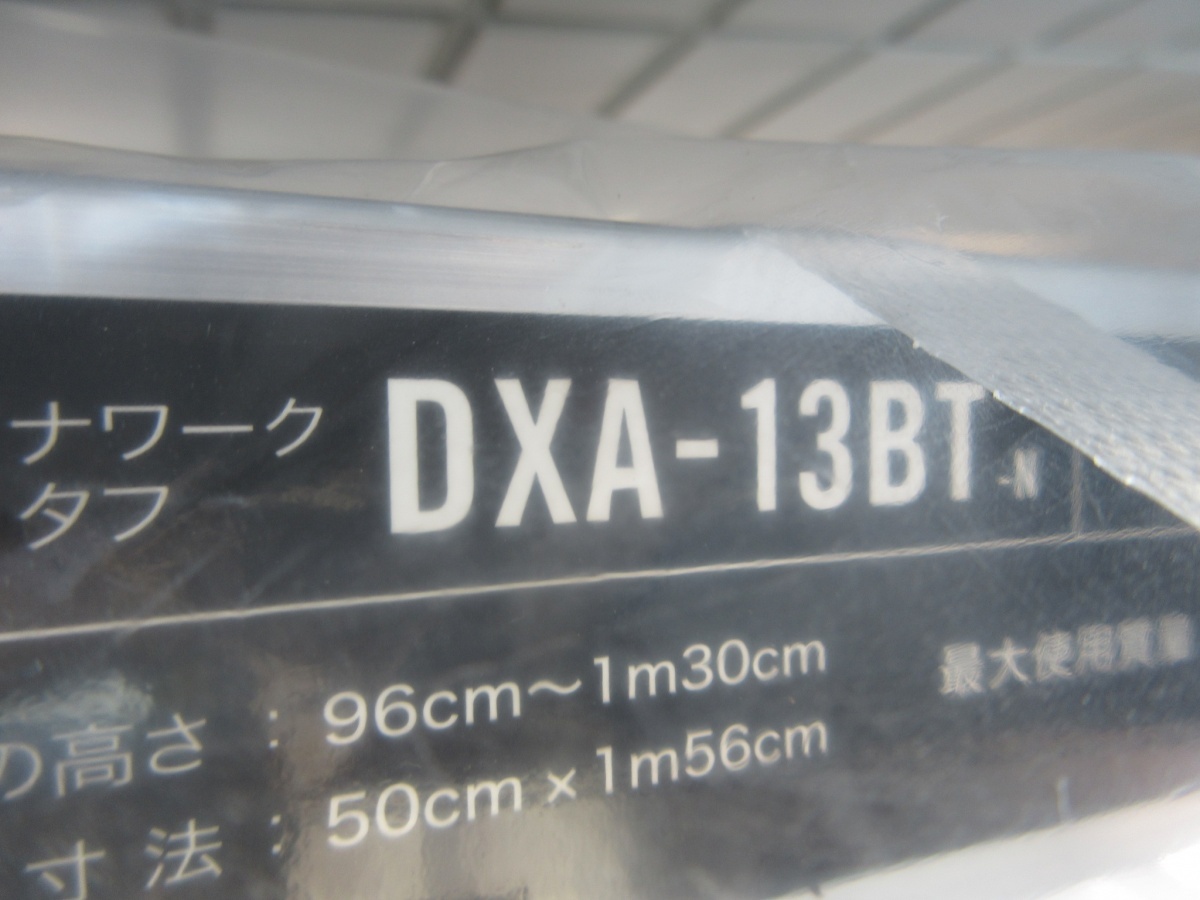 ナワーク
タフ
DXA-13BT-N
の高さ : 96cm～1m30cm
寸法 : 50cm×1m56cm
最大使用質量